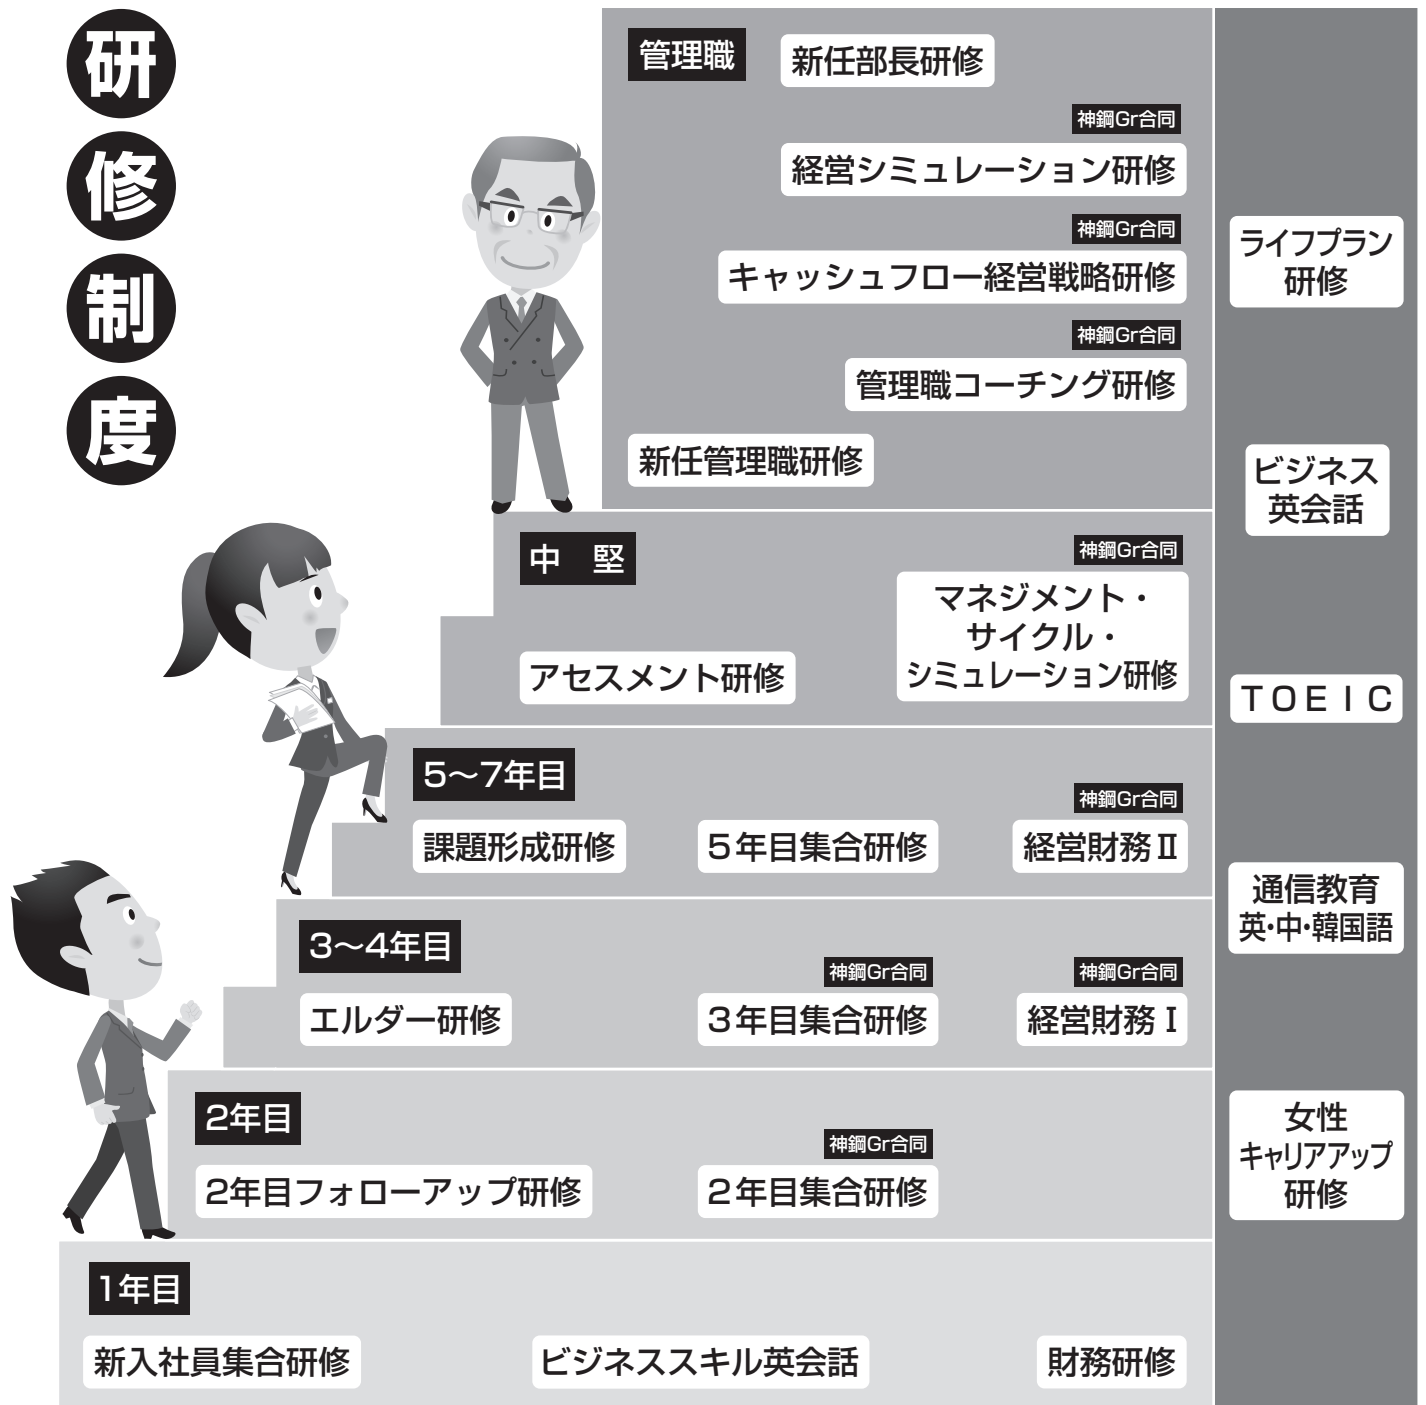 研修制度
管理職
新任部長研修
神鋼Gr合同
経営シミュレーション研修
神鋼Gr合同
キャッシュフロー経営戦略研修
神鋼Gr合同
管理職コーチング研修
新任管理職研修
中　堅
神鋼Gr合同
マネジメント・
サイクル・
シミュレーション研修
アセスメント研修
5〜7年目
課題形成研修
5年目集合研修
神鋼Gr合同
経営財務Ⅱ
3〜4年目
エルダー研修
神鋼Gr合同
3年目集合研修
神鋼Gr合同
経営財務Ⅰ
2年目
2年目フォローアップ研修
神鋼Gr合同
2年目集合研修
1年目
新入社員集合研修
ビジネススキル英会話
財務研修
ライフプラン
研修
ビジネス
英会話
ＴＯＥＩＣ
通信教育
英・中・韓国語
女性
キャリアアップ
研修